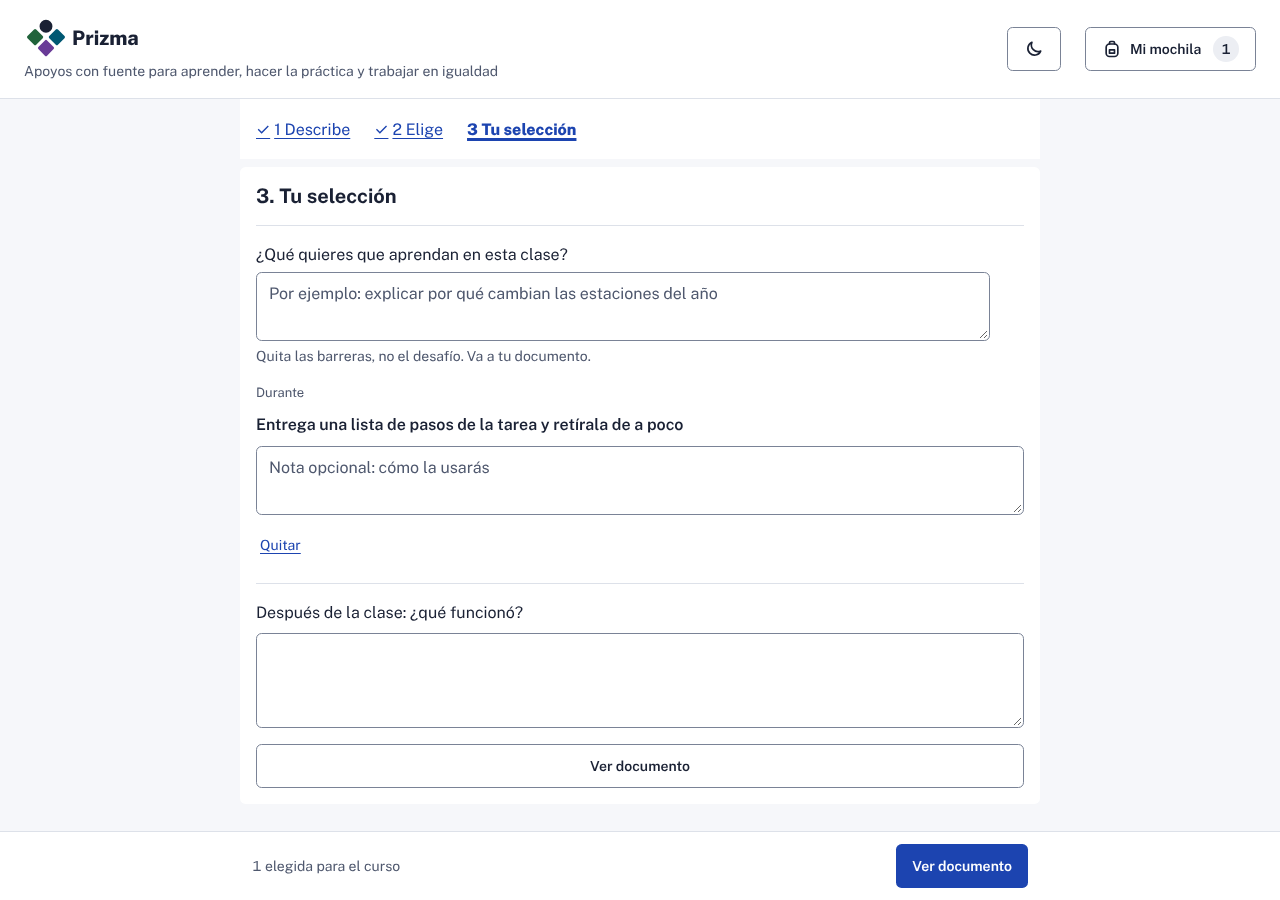 Prizma
Apoyos con fuente para aprender, hacer la práctica y trabajar en igualdad
Mi mochila 1
1 Describe 2 Elige 3 Tu selección
3. Tu selección
¿Qué quieres que aprendan en esta clase?
Por ejemplo: explicar por qué cambian las estaciones del año
Quita las barreras, no el desafío. Va a tu documento.
Durante
Entrega una lista de pasos de la tarea y retírala de a poco
Nota opcional: cómo la usarás
Quitar
Después de la clase: ¿qué funcionó?
Ver documento
1 elegida para el curso
Ver documento